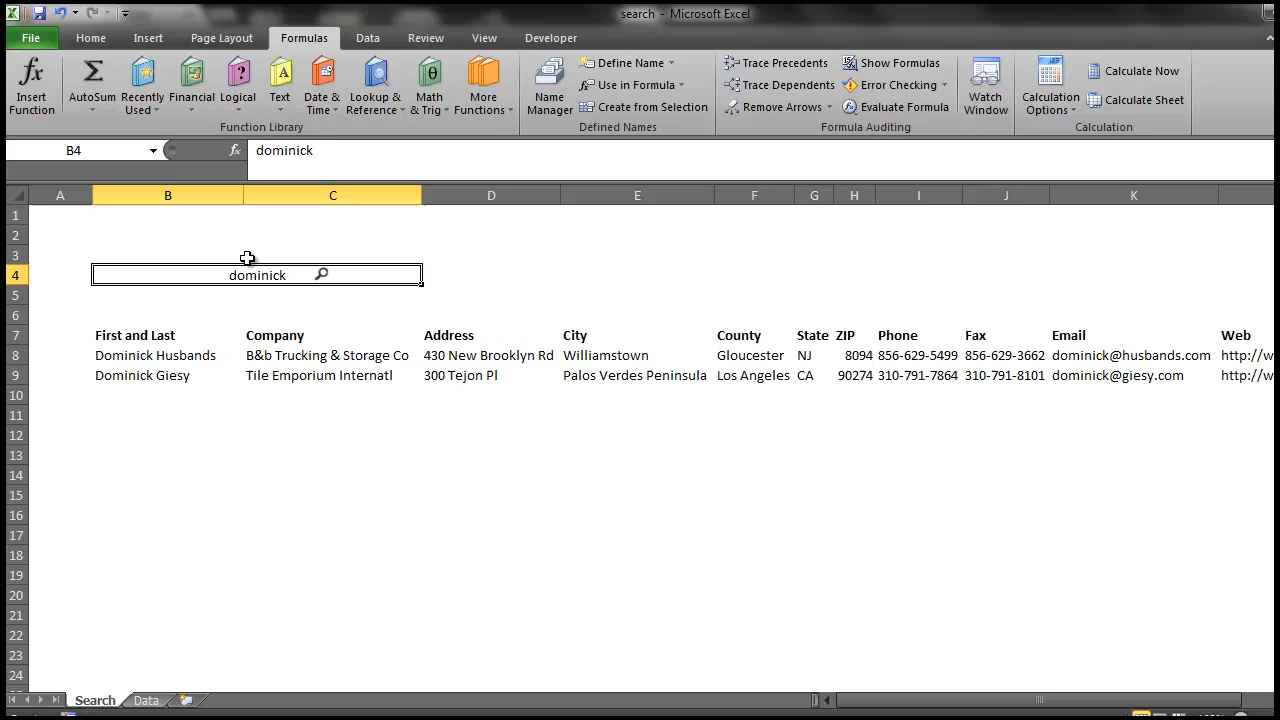 search - Microsoft Excel
File Home Insert Page Layout Formulas Data Review View Developer
fx Σ A ? θ
Insert Function AutoSum Recently Used Financial Logical Text Date & Time Lookup & Reference Math & Trig More Functions Name Manager Define Name Use in Formula Create from Selection Trace Precedents Trace Dependents Remove Arrows Show Formulas Error Checking Evaluate Formula Watch Window Calculation Options Calculate Now Calculate Sheet
Function Library Defined Names Formula Auditing Calculation
B4 fx dominick
A B C D E F G H I J K
1
2
3
4 dominick
5
6
7 First and Last Company Address City County State ZIP Phone Fax Email Web
8 Dominick Husbands B&b Trucking & Storage Co 430 New Brooklyn Rd Williamstown Gloucester NJ 8094 856-629-5499 856-629-3662 dominick@husbands.com http://w
9 Dominick Giesy Tile Emporium Internatl 300 Tejon Pl Palos Verdes Peninsula Los Angeles CA 90274 310-791-7864 310-791-8101 dominick@giesy.com http://w
10
11
12
13
14
15
16
17
18
19
20
21
22
23
24
Search Data